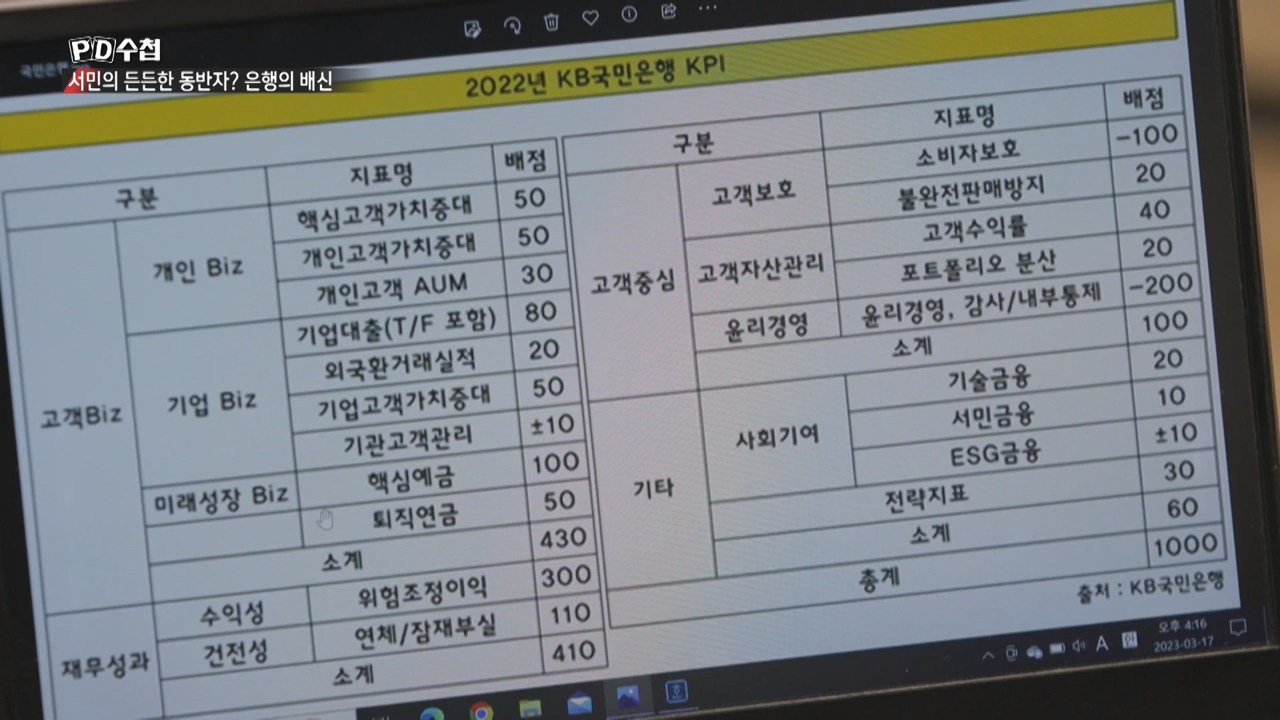 PD수첩
서민의 든든한 동반자? 은행의 배신
국민은행
2022년 KB국민은행 KPI
구분 지표명 배점
고객Biz 개인 Biz 핵심고객가치증대 50
개인고객가치증대 50
개인고객 AUM 30
기업 Biz 기업대출(T/F 포함) 80
외국환거래실적 20
기업고객가치증대 50
기관고객관리 ±10
미래성장 Biz 핵심예금 100
퇴직연금 50
소계 430
재무성과 수익성 위험조정이익 300
건전성 연체/잠재부실 110
소계 410
구분 지표명 배점
고객중심 고객보호 소비자보호 -100
불완전판매방지 20
고객자산관리 고객수익률 40
포트폴리오 분산 20
윤리경영 윤리경영, 감사/내부통제 -200
소계 100
기타 사회기여 기술금융 20
서민금융 10
ESG금융 ±10
전략지표 30
소계 60
총계 1000
출처 : KB국민은행
A
오후 4:16
2023-03-17